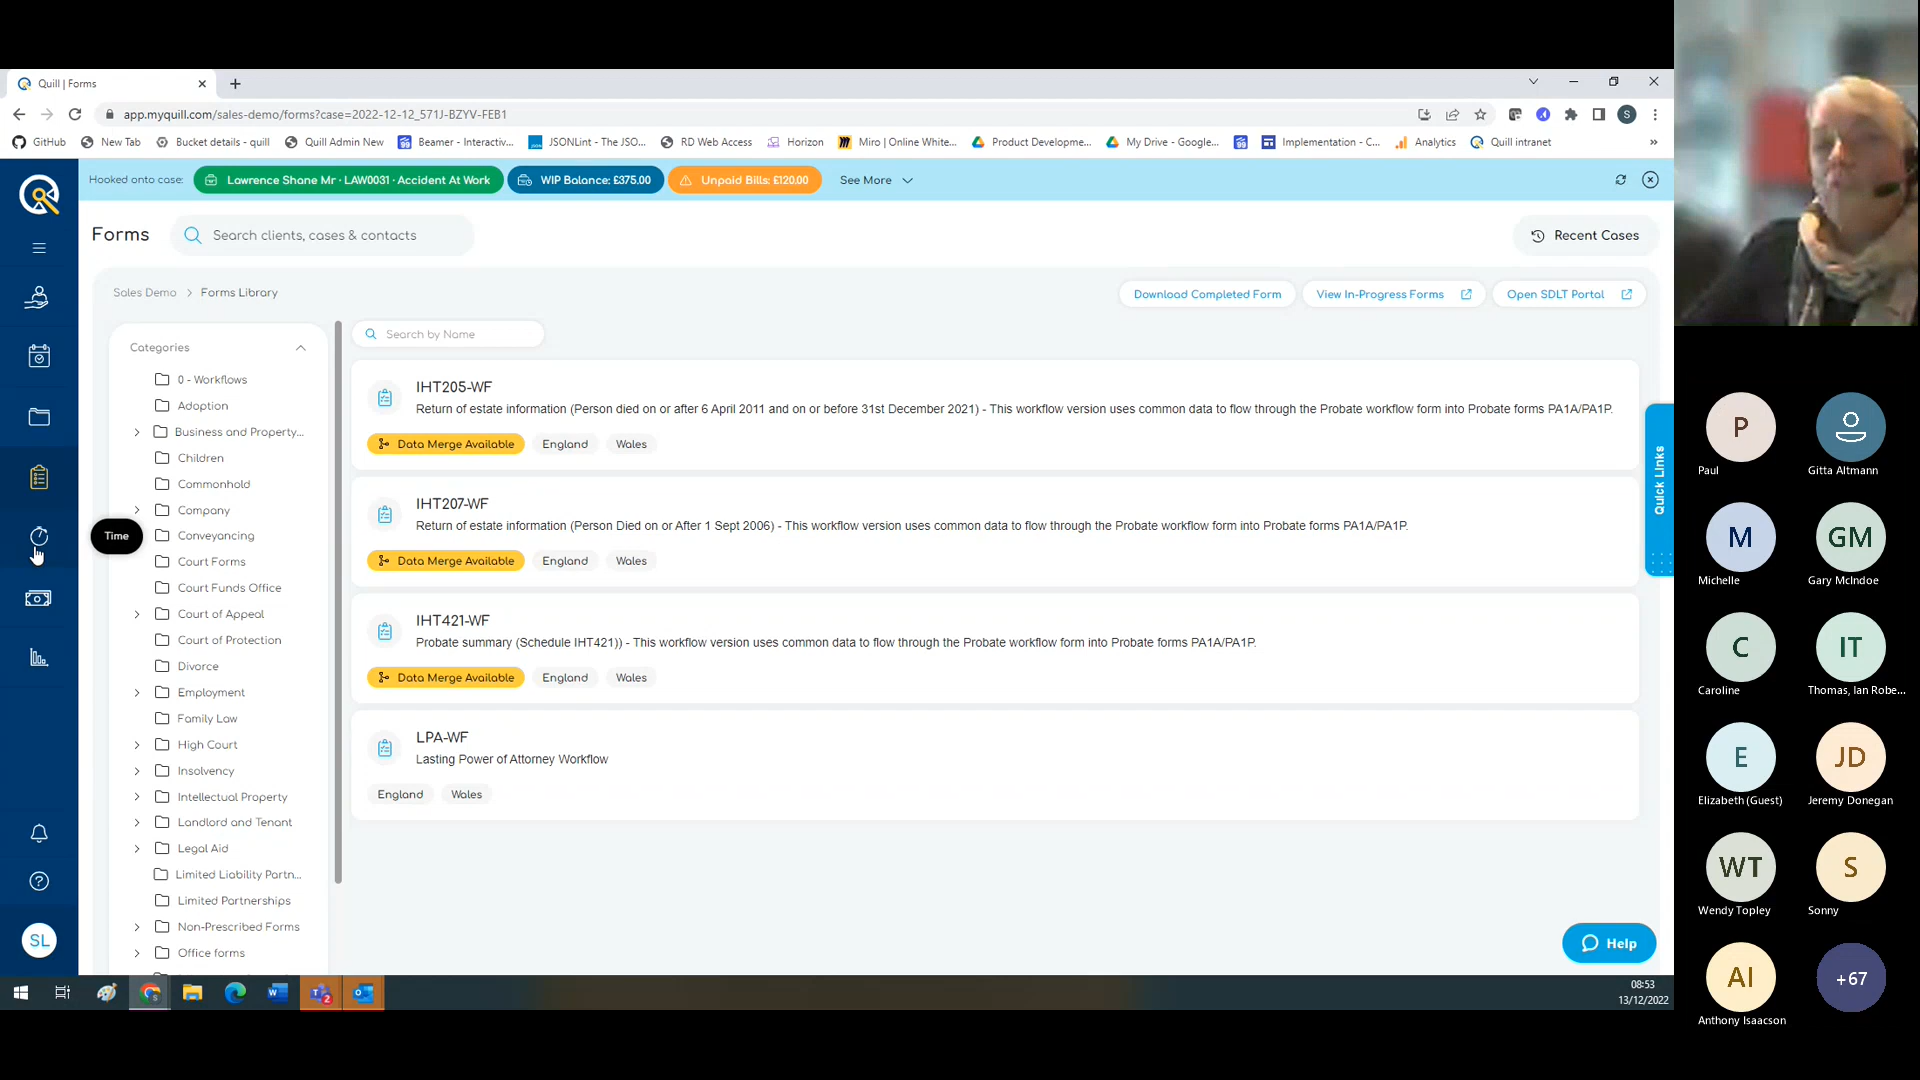 Quill | Forms
app.myquill.com/sales-demo/forms?case=2022-12-12_571J-BZYV-FEB1
S
GitHub
New Tab
Bucket details - quill
Quill Admin New
Beamer - Interactiv...
JSONLint - The JSO...
RD Web Access
Horizon
Miro | Online White...
Product Developme...
My Drive - Google...
Implementation - C...
Analytics
Quill intranet
»
Hooked onto case:
Lawrence Shane Mr · LAW0031 · Accident At Work
WIP Balance: £375.00
Unpaid Bills: £120.00
See More
Forms
Search clients, cases & contacts
Recent Cases
Sales Demo > Forms Library
Download Completed Form
View In-Progress Forms
Open SDLT Portal
Categories
0 - Workflows
Adoption
Business and Property...
Children
Commonhold
Company
Time
Conveyancing
Court Forms
Court Funds Office
Court of Appeal
Court of Protection
Divorce
Employment
Family Law
High Court
Insolvency
Intellectual Property
Landlord and Tenant
Legal Aid
Limited Liability Partn...
Limited Partnerships
Non-Prescribed Forms
Office forms
SL
Search by Name
IHT205-WF
Return of estate information (Person died on or after 6 April 2011 and on or before 31st December 2021) - This workflow version uses common data to flow through the Probate workflow form into Probate forms PA1A/PA1P.
Data Merge Available
England
Wales
IHT207-WF
Return of estate information (Person Died on or After 1 Sept 2006) - This workflow version uses common data to flow through the Probate workflow form into Probate forms PA1A/PA1P.
Data Merge Available
England
Wales
IHT421-WF
Probate summary (Schedule IHT421)) - This workflow version uses common data to flow through the Probate workflow form into Probate forms PA1A/PA1P.
Data Merge Available
England
Wales
LPA-WF
Lasting Power of Attorney Workflow
England
Wales
Quick Links
Help
08:53
13/12/2022
P
Paul
Gitta Altmann
M
Michelle
GM
Gary McIndoe
C
Caroline
IT
Thomas, Ian Robe...
E
Elizabeth (Guest)
JD
Jeremy Donegan
WT
Wendy Topley
S
Sonny
AI
Anthony Isaacson
+67